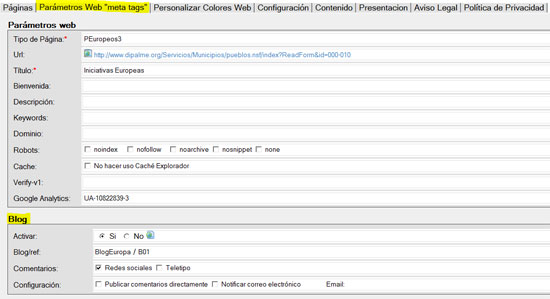 Páginas | Parámetros Web "meta tags" | Personalizar Colores Web | Configuración | Contenido | Presentacion | Aviso Legal | Política de Privacidad |
Parámetros web
Tipo de Página:* PEuropeos3
Url: http://www.dipalme.org/Servicios/Municipios/pueblos.nsf/index?ReadForm&id=000-010
Título:* Iniciativas Europeas
Bienvenida:
Descripción:
Keywords:
Dominio:
Robots: noindex nofollow noarchive nosnippet none
Cache: No hacer uso Caché Explorador
Verify-v1:
Google Analytics: UA-10822839-3
Blog
Activar: Si No
Blog/ref: BlogEuropa / B01
Comentarios: Redes sociales Teletipo
Configuración: Publicar comentarios directamente Notificar correo electrónico Email: